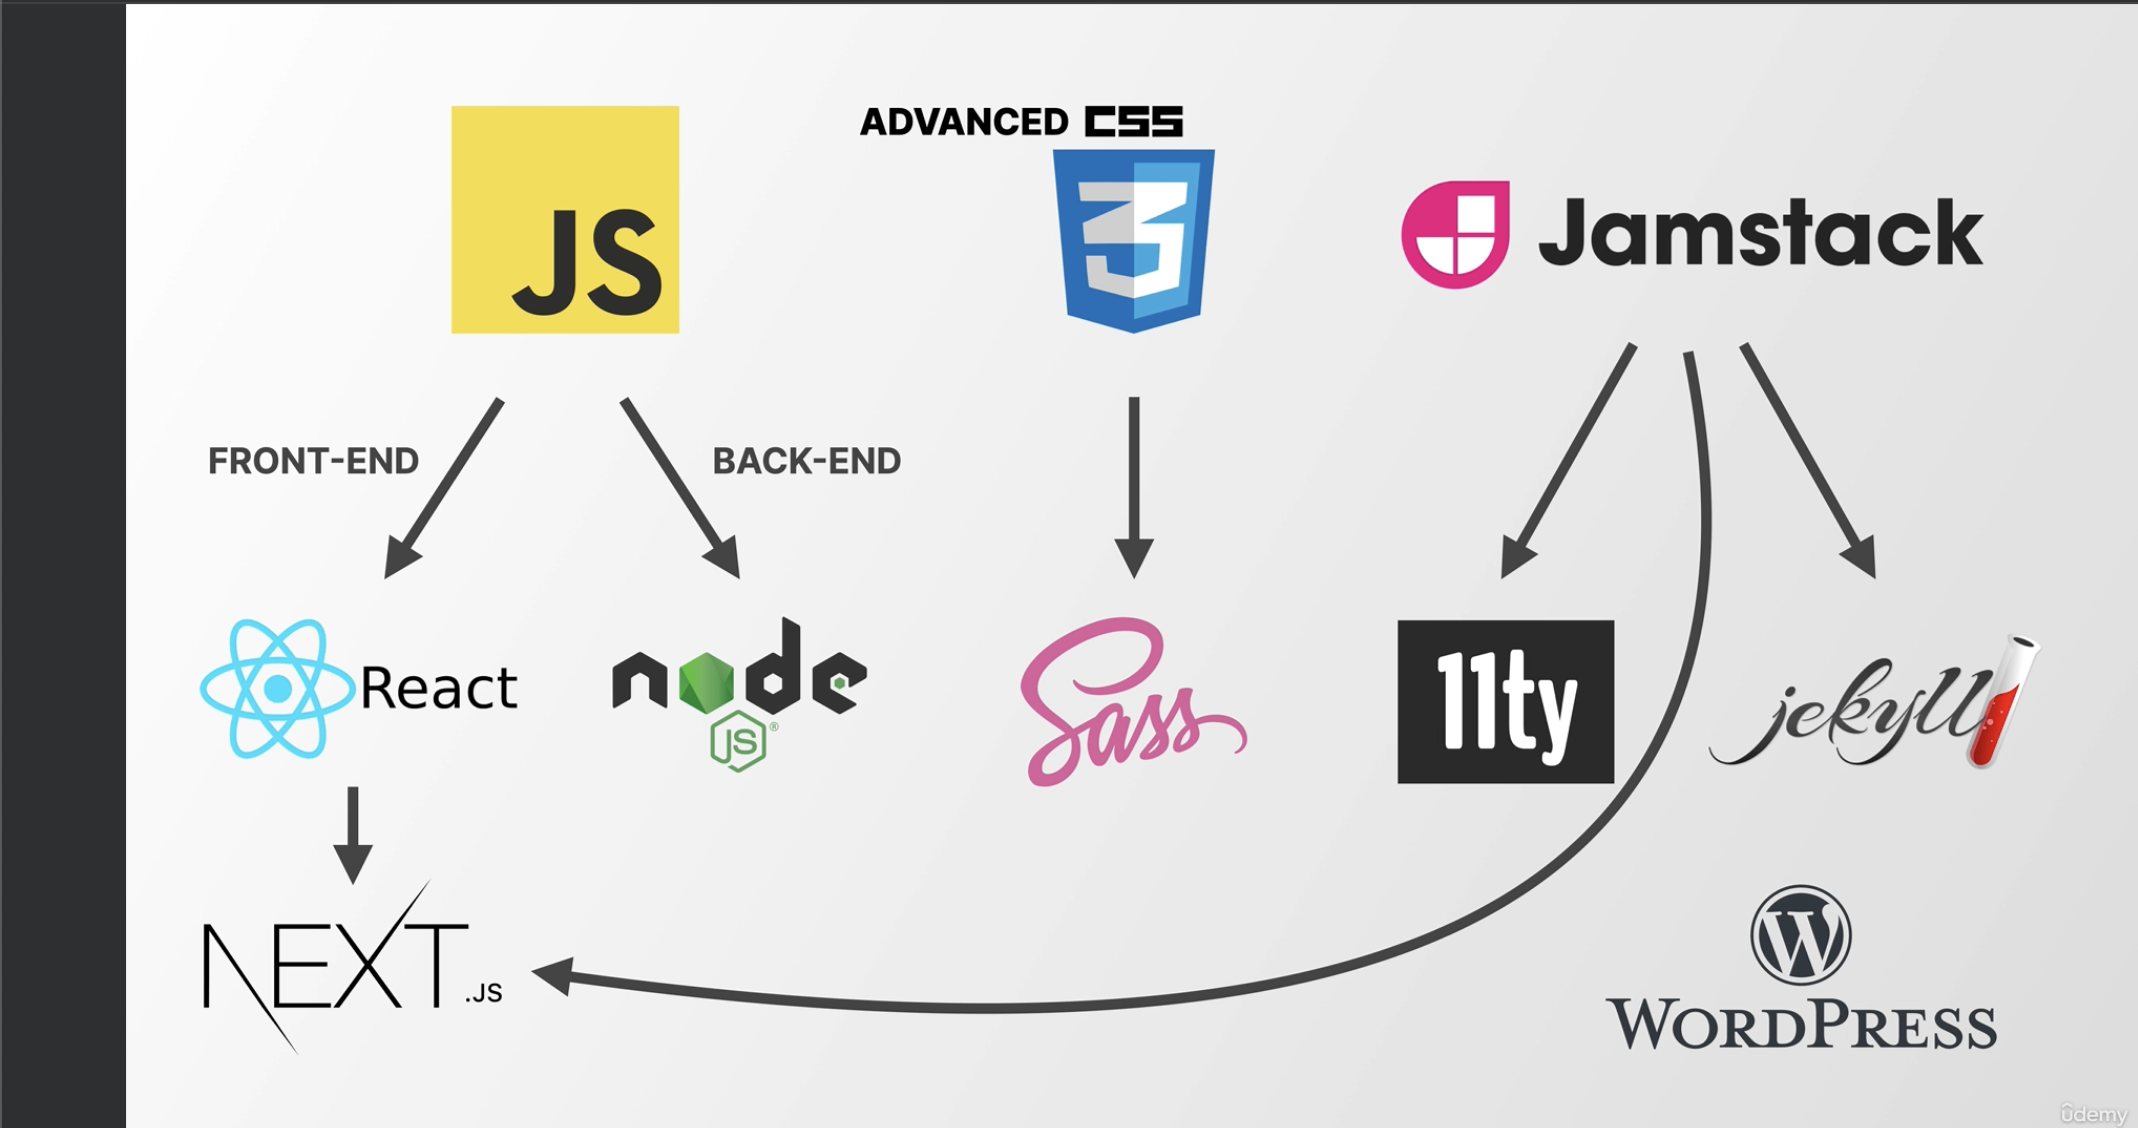 JS
ADVANCED CSS
3
Jamstack
FRONT-END
BACK-END
React
node
JS®
Sass
11ty
jekyll
NEXT.JS
W
WORDPRESS
ûdemy